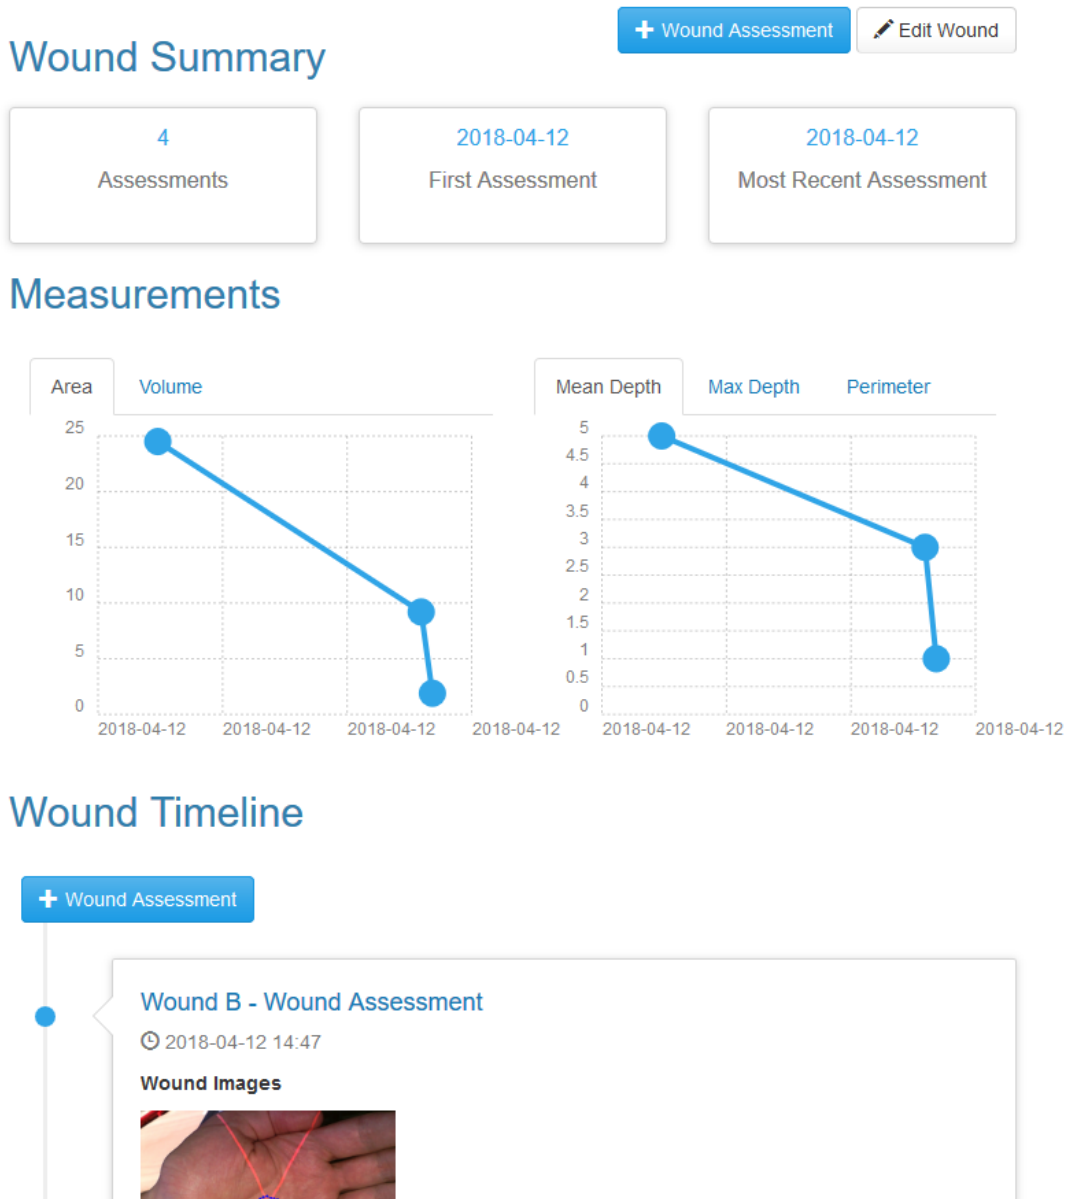 Wound Summary
Wound Assessment
Edit Wound
4
Assessments
2018-04-12
First Assessment
2018-04-12
Most Recent Assessment
Measurements
Area
Volume
25
20
15
10
5
0
2018-04-12 2018-04-12 2018-04-12 2018-04-12
Mean Depth
Max Depth
Perimeter
5
4.5
4
3.5
3
2.5
2
1.5
1
0.5
0
2018-04-12 2018-04-12 2018-04-12 2018-04-12
Wound Timeline
Wound Assessment
Wound B - Wound Assessment
2018-04-12 14:47
Wound Images